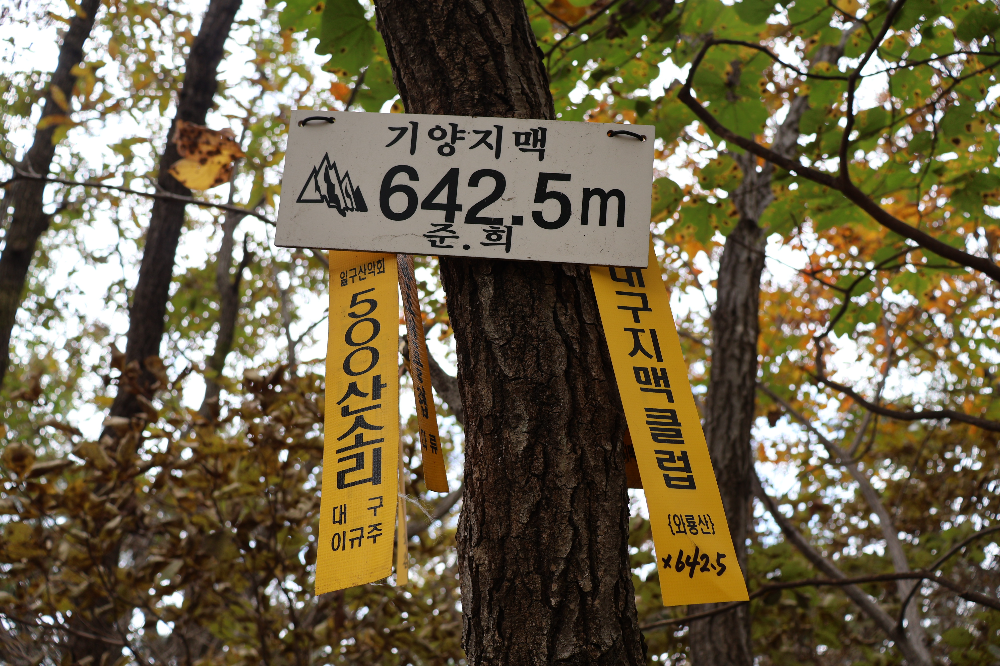 기양지맥
642.5m
준.희
일구산악회
500산소리
대구
이규주
대구지맥클럽
{와룡산}
x642.5